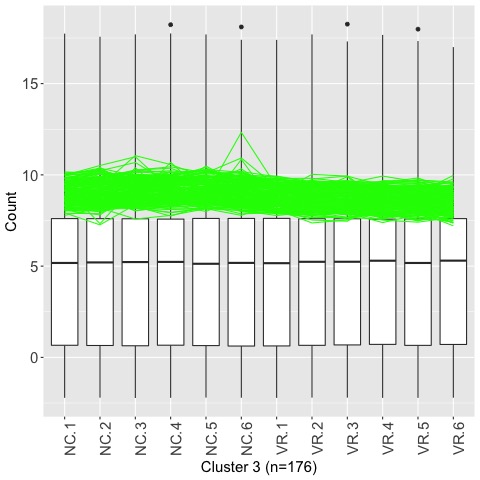 15
10
5
0
Count
NC.1
NC.2
NC.3
NC.4
NC.5
NC.6
VR.1
VR.2
VR.3
VR.4
VR.5
VR.6
Cluster 3 (n=176)